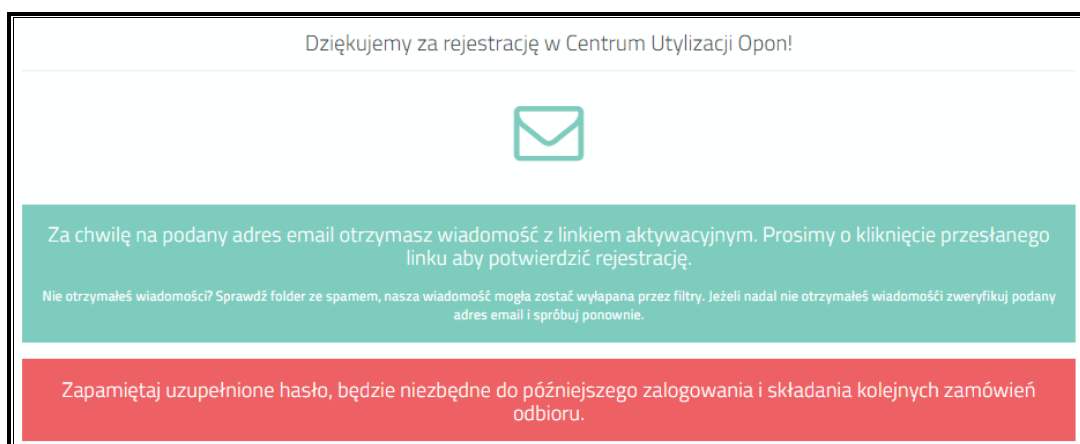 Dziękujemy za rejestrację w Centrum Utylizacji Opon!
Za chwilę na podany adres email otrzymasz wiadomość z linkiem aktywacyjnym. Prosimy o kliknięcie przesłanego
linku aby potwierdzić rejestrację.
Nie otrzymałeś wiadomości? Sprawdź folder ze spamem, nasza wiadomość mogła zostać wyłapana przez filtry. Jeżeli nadal nie otrzymałeś wiadomośći zweryfikuj podany
adres email i spróbuj ponownie.
Zapamiętaj uzupełnione hasło, będzie niezbędne do późniejszego zalogowania i składania kolejnych zamówień
odbioru.